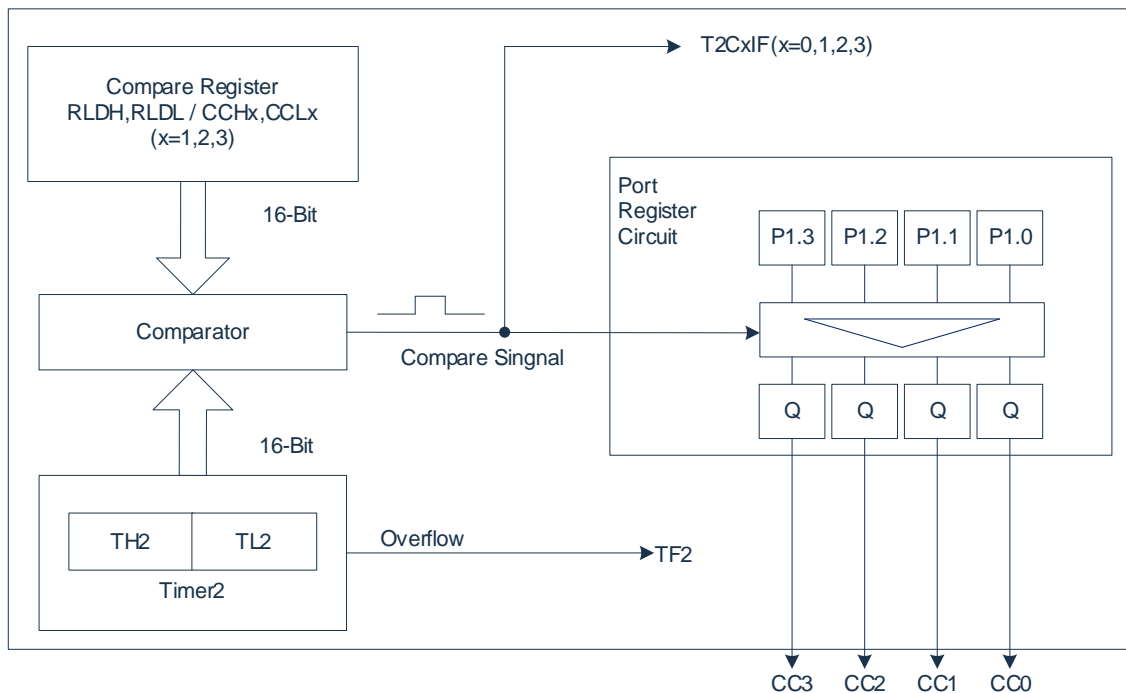 T2CxIF(x=0,1,2,3)
Compare Register
RLDH,RLDL / CCHx,CCLx
(x=1,2,3)
16-Bit
Port
Register
Circuit
P1.3
P1.2
P1.1
P1.0
Comparator
Compare Singnal
Q
Q
Q
Q
16-Bit
TH2
TL2
Timer2
Overflow
TF2
CC3
CC2
CC1
CC0